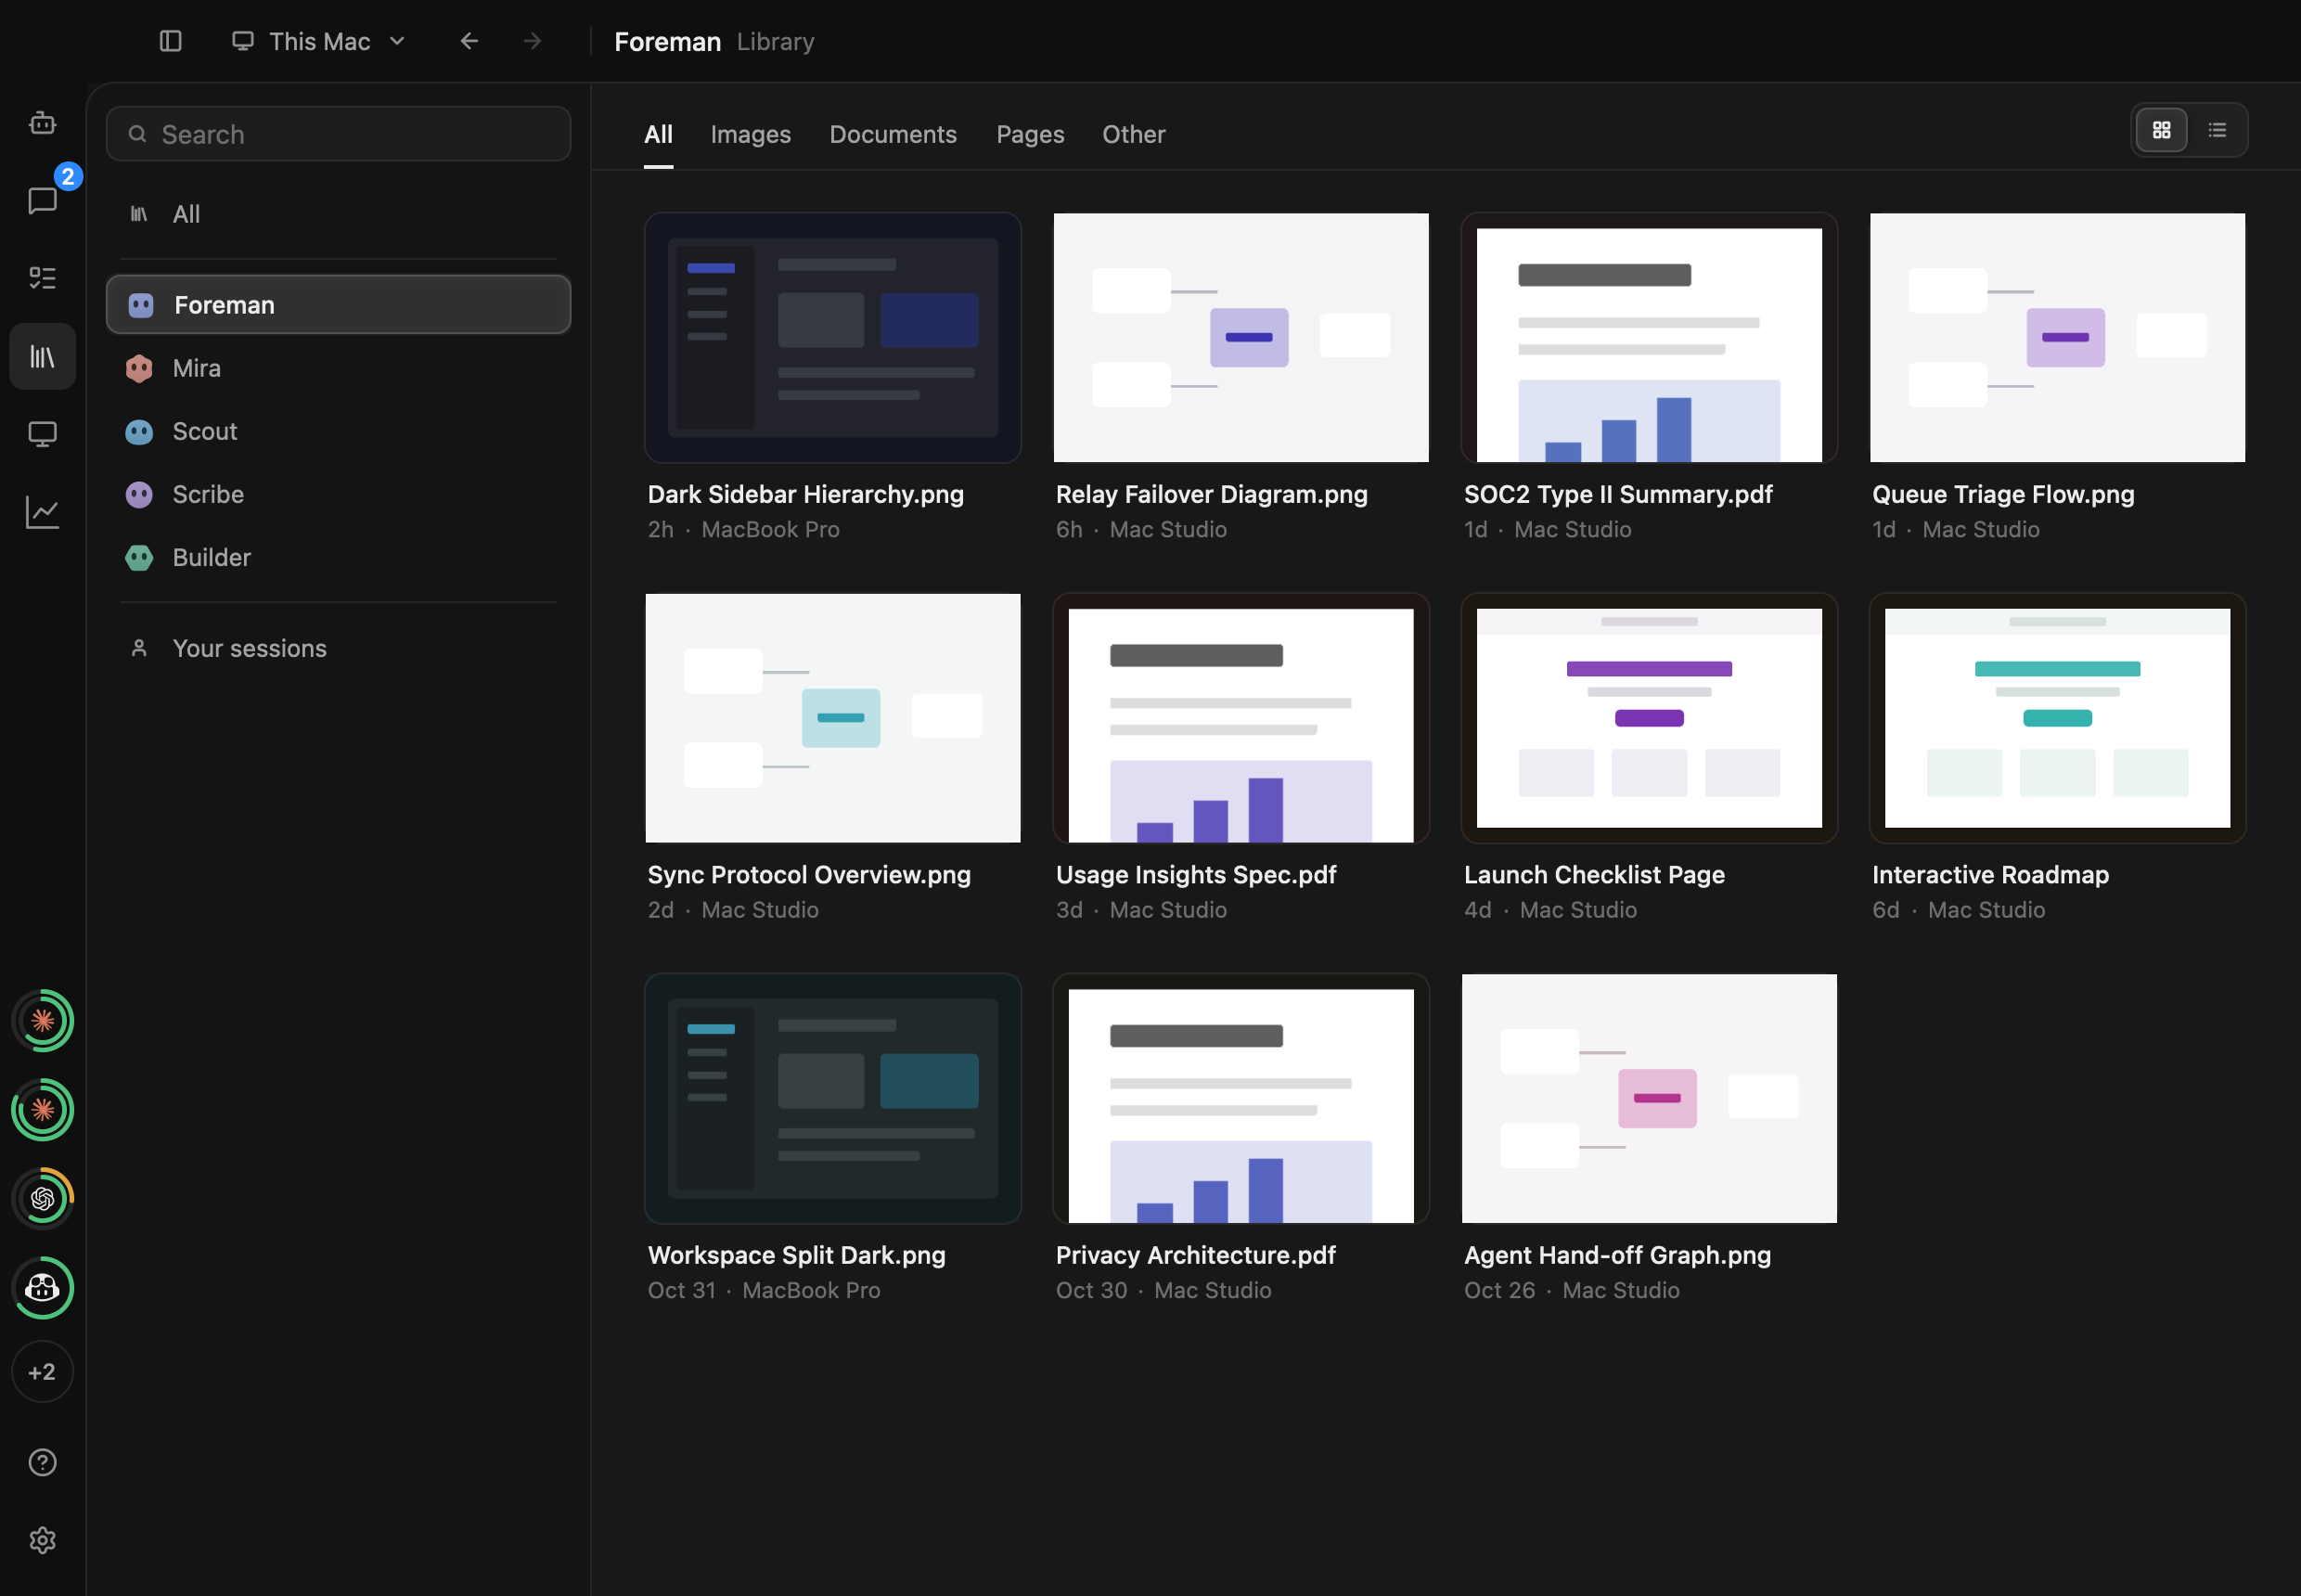 This Mac
Foreman Library
2
Search
All
Foreman
Mira
Scout
Scribe
Builder
Your sessions
+2
All Images Documents Pages Other
Dark Sidebar Hierarchy.png
2h · MacBook Pro
Relay Failover Diagram.png
6h · Mac Studio
SOC2 Type II Summary.pdf
1d · Mac Studio
Queue Triage Flow.png
1d · Mac Studio
Sync Protocol Overview.png
2d · Mac Studio
Usage Insights Spec.pdf
3d · Mac Studio
Launch Checklist Page
4d · Mac Studio
Interactive Roadmap
6d · Mac Studio
Workspace Split Dark.png
Oct 31 · MacBook Pro
Privacy Architecture.pdf
Oct 30 · Mac Studio
Agent Hand-off Graph.png
Oct 26 · Mac Studio